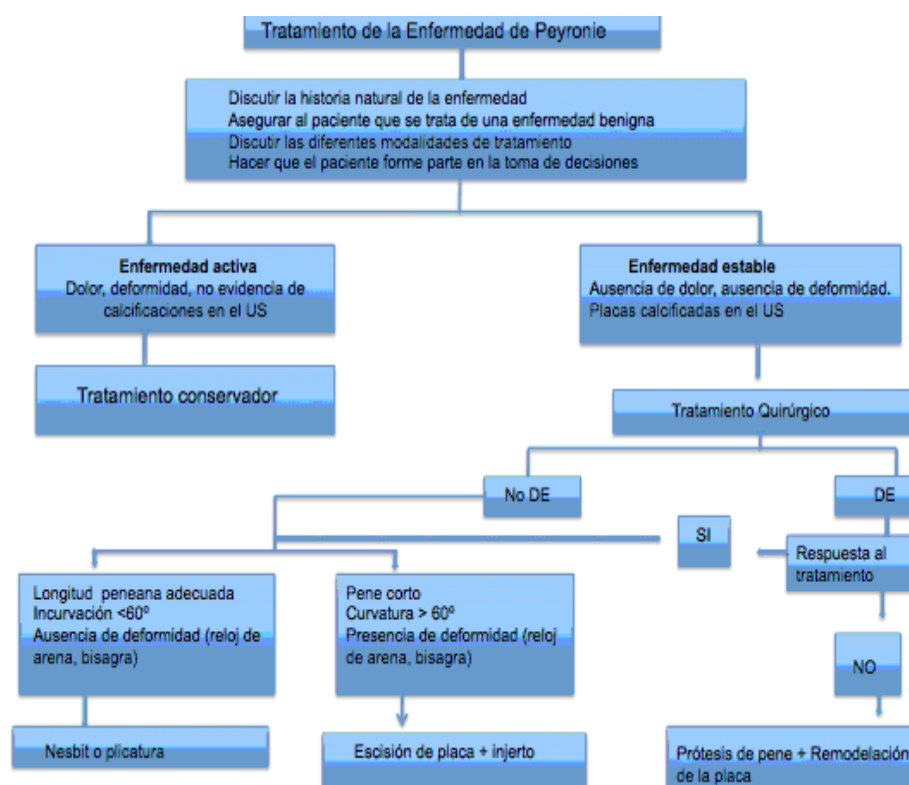 Tratamiento de la Enfermedad de Peyronie
Discutir la historia natural de la enfermedad
Asegurar al paciente que se trata de una enfermedad benigna
Discutir las diferentes modalidades de tratamiento
Hacer que el paciente forme parte en la toma de decisiones
Enfermedad activa
Dolor, deformidad, no evidencia de
calcificaciones en el US
Enfermedad estable
Ausencia de dolor, ausencia de deformidad.
Placas calcificadas en el US
Tratamiento conservador
Tratamiento Quirúrgico
No DE
DE
SI
Respuesta al
tratamiento
Longitud peneana adecuada
Incurvación <60º
Ausencia de deformidad (reloj de
arena, bisagra)
Pene corto
Curvatura > 60º
Presencia de deformidad (reloj
de arena, bisagra)
NO
Nesbit o plicatura
Escisión de placa + injerto
Prótesis de pene + Remodelación
de la placa